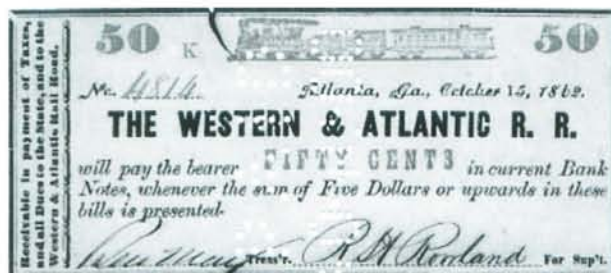 50 K 50
No. 4814. Atlanta, Ga., October 15, 1862.
THE WESTERN & ATLANTIC R. R.
will pay the bearer FIFTY CENTS in current Bank
Notes, whenever the sum of Five Dollars or upwards in these
bills is presented.
Ben May Treas'r. R H Rowland For Sup't.
Receivable in payment of Taxes,
and all Dues to the State, and to the
Western & Atlantic Rail Road.